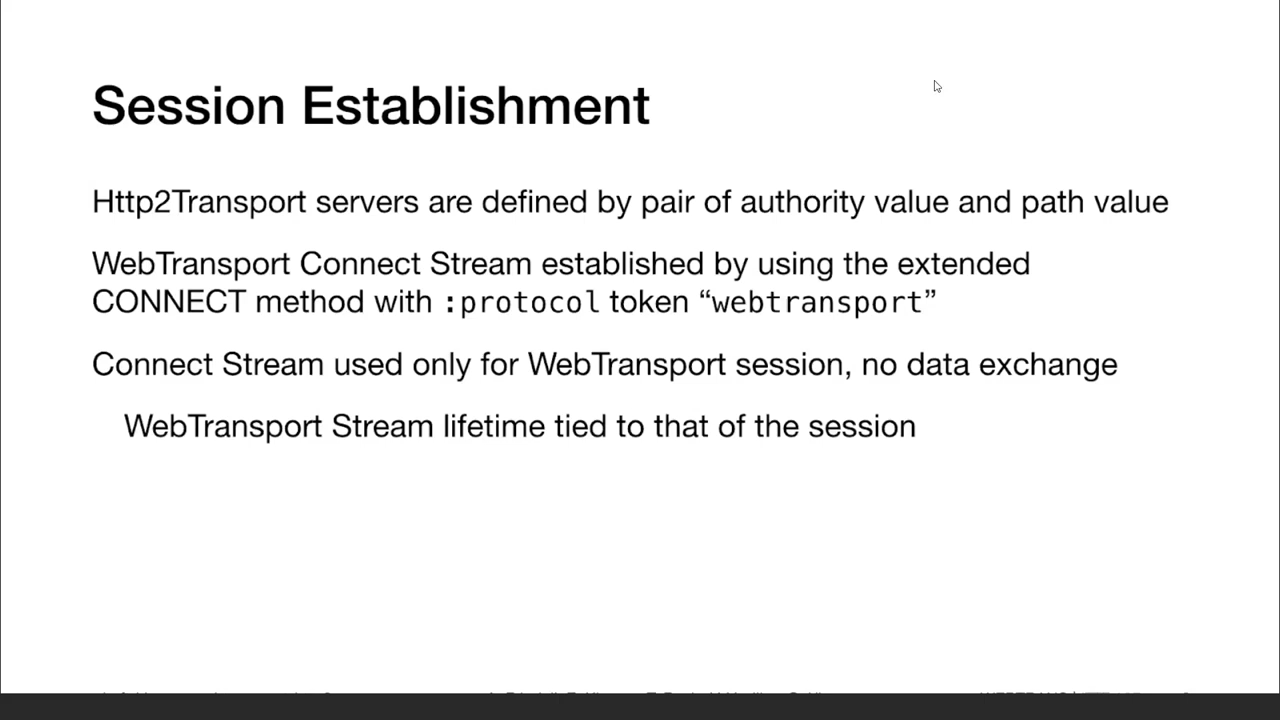 Session Establishment
Http2Transport servers are defined by pair of authority value and path value
WebTransport Connect Stream established by using the extended
CONNECT method with :protocol token “webtransport”
Connect Stream used only for WebTransport session, no data exchange
WebTransport Stream lifetime tied to that of the session